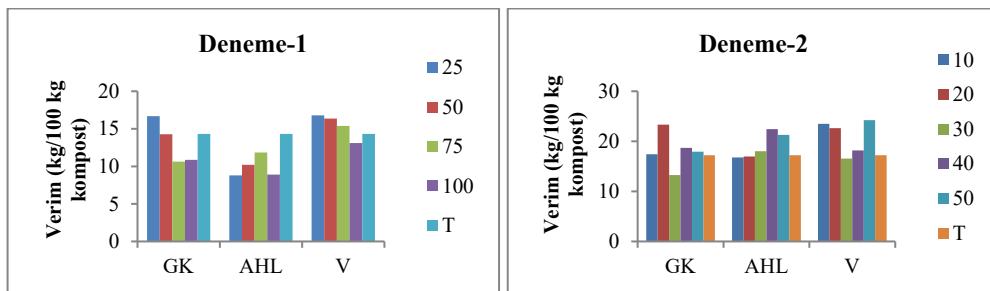 Deneme-1
Verim (kg/100 kg
kompost)
20
15
10
5
0
GK
AHL
V
25
50
75
100
T
Deneme-2
Verim (kg/100 kg
kompost)
30
20
10
0
GK
AHL
V
10
20
30
40
50
T